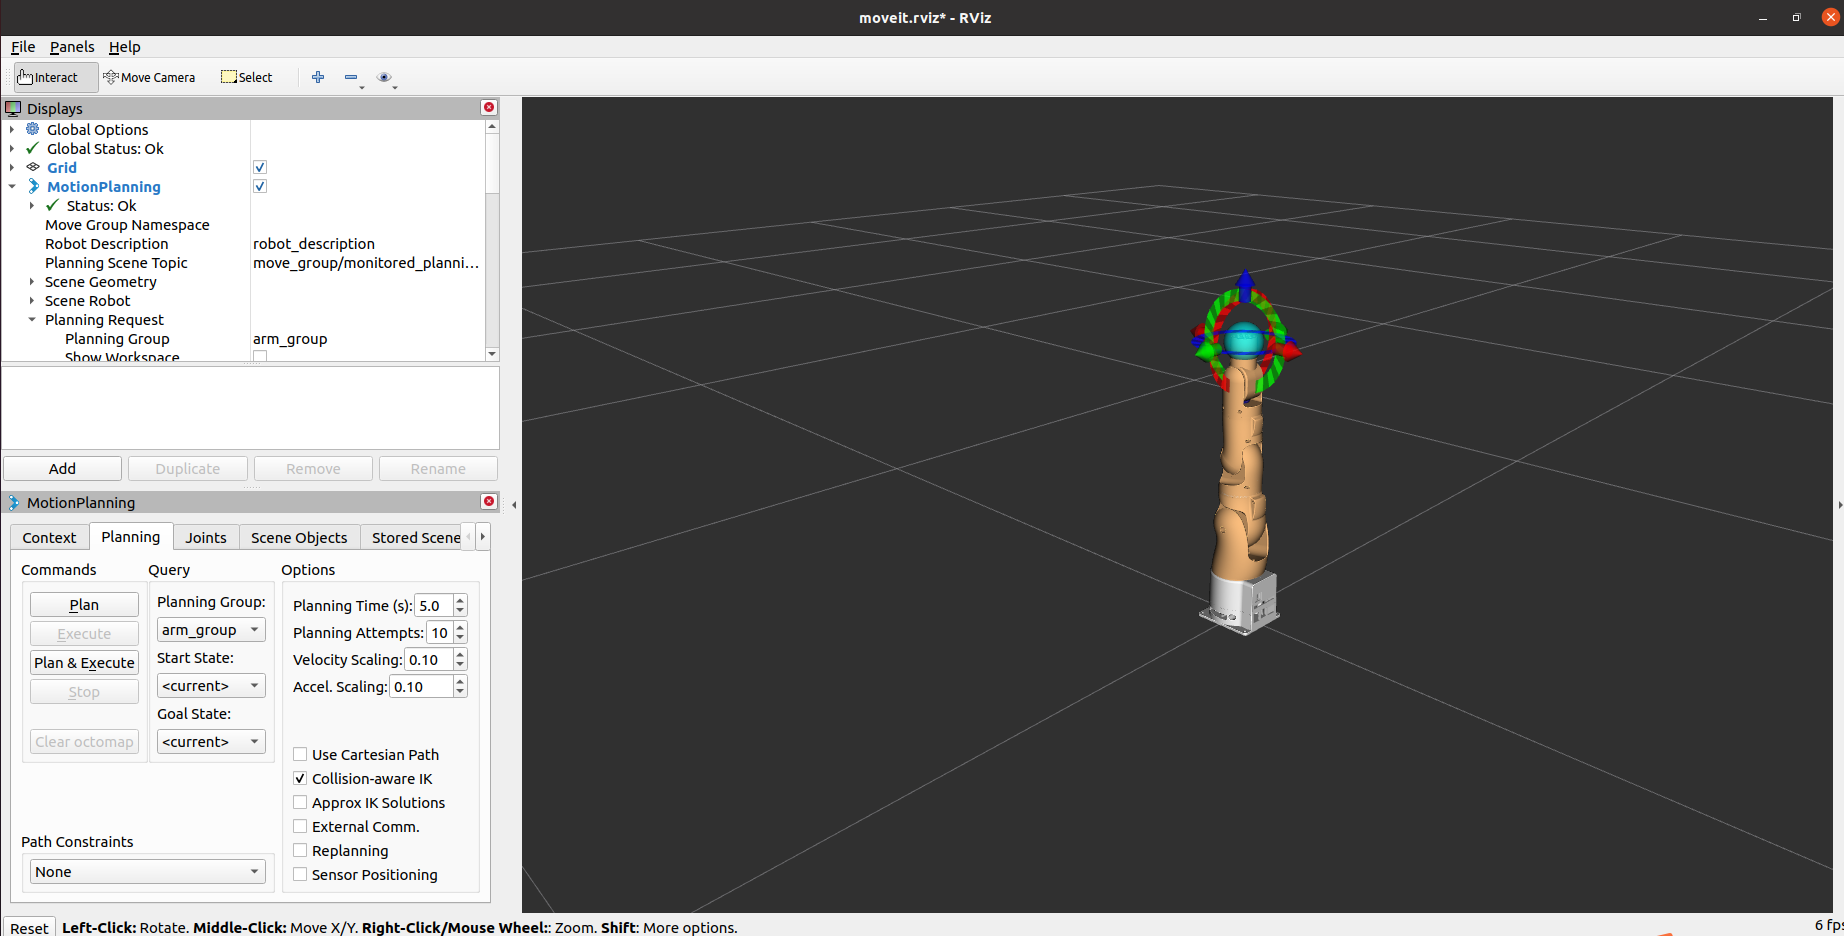 moveit.rviz* - RViz
File Panels Help
Interact Move Camera Select
Displays
Global Options
Global Status: Ok
Grid
MotionPlanning
Status: Ok
Move Group Namespace
Robot Description robot_description
Planning Scene Topic move_group/monitored_planni...
Scene Geometry
Scene Robot
Planning Request
Planning Group arm_group
Show Workspace
Add Duplicate Remove Rename
MotionPlanning
Context Planning Joints Scene Objects Stored Scene
Commands Query Options
Plan
Execute
Plan & Execute
Stop
Clear octomap
Planning Group:
arm_group
Start State:
<current>
Goal State:
<current>
Planning Time (s): 5.0
Planning Attempts: 10
Velocity Scaling: 0.10
Accel. Scaling: 0.10
Use Cartesian Path
Collision-aware IK
Approx IK Solutions
External Comm.
Replanning
Sensor Positioning
Path Constraints
None
Reset Left-Click: Rotate. Middle-Click: Move X/Y. Right-Click/Mouse Wheel:: Zoom. Shift: More options. 6 fps